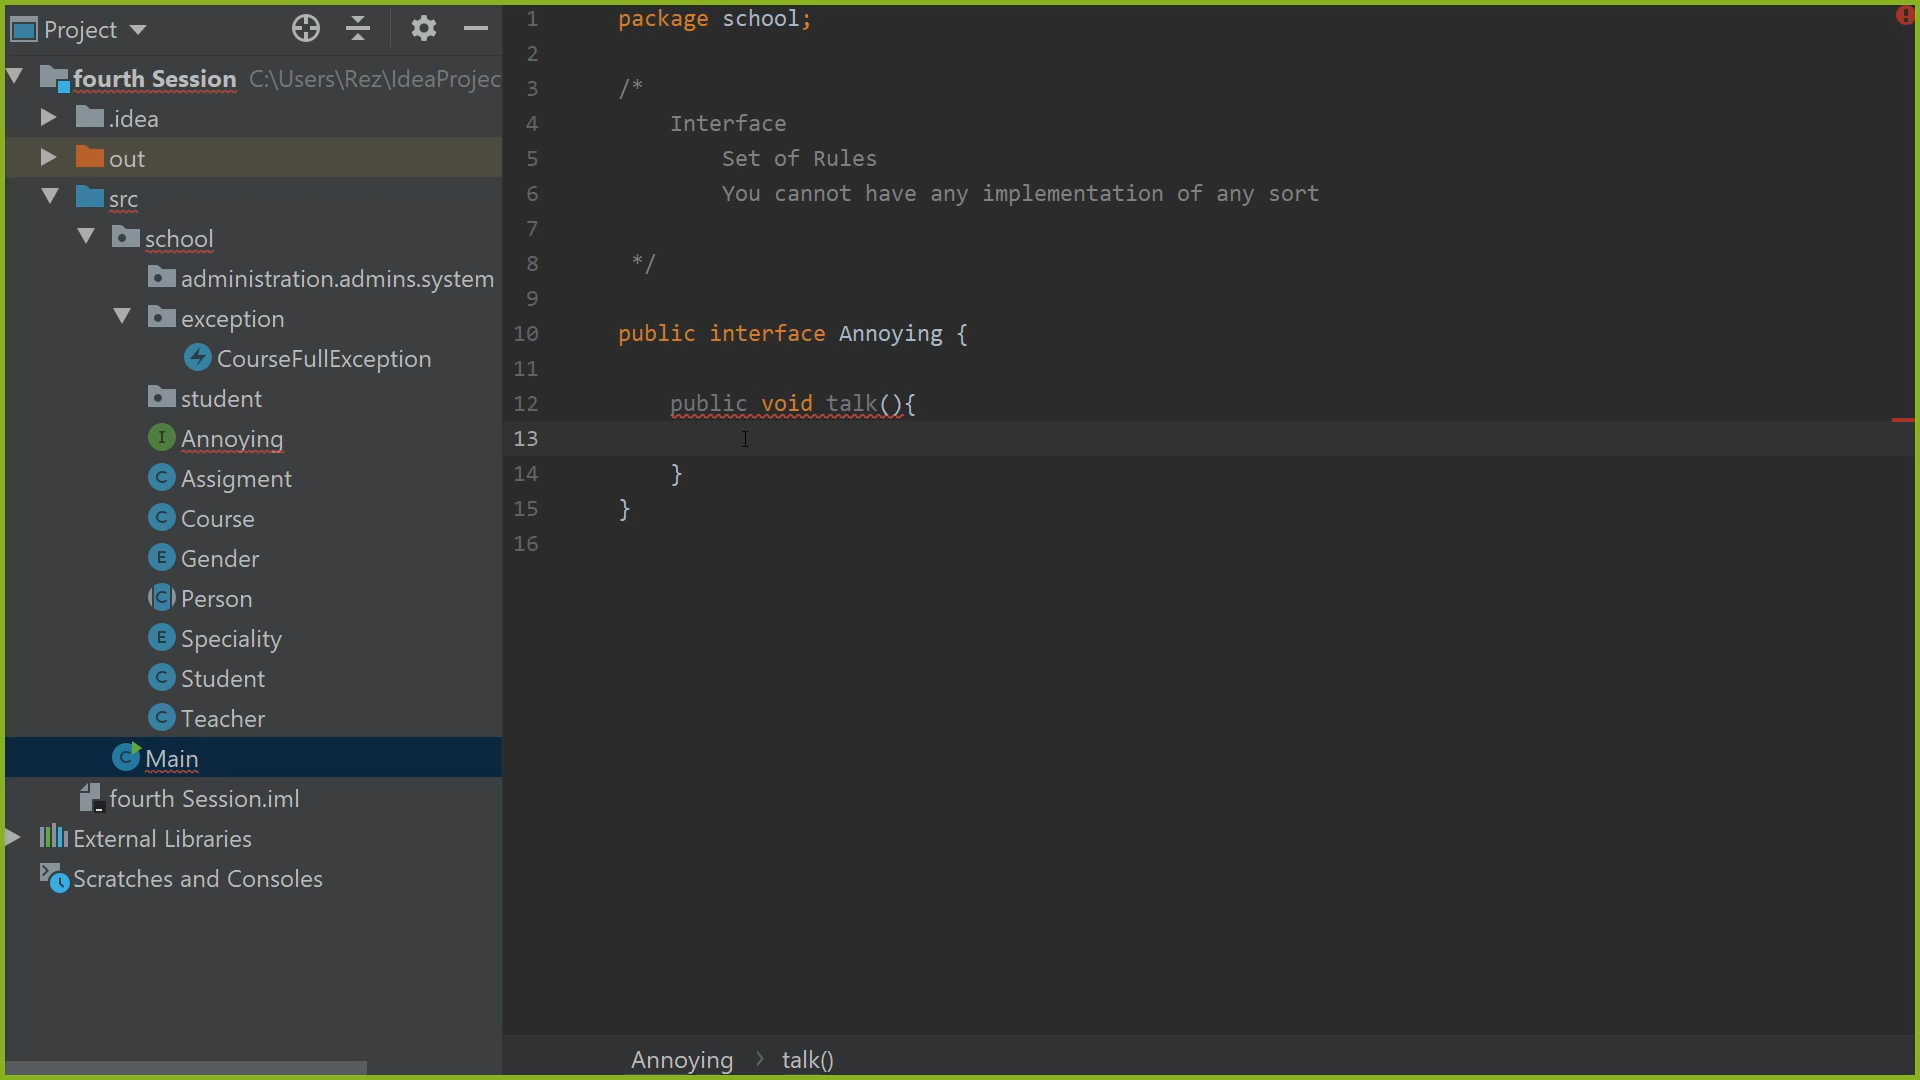 Project
fourth Session C:\Users\Rez\IdeaProjec
.idea
out
src
school
administration.admins.system
exception
CourseFullException
student
I Annoying
C Assigment
C Course
E Gender
C Person
E Speciality
C Student
C Teacher
C Main
fourth Session.iml
External Libraries
Scratches and Consoles
1 package school;
2
3 /*
4 Interface
5 Set of Rules
6 You cannot have any implementation of any sort
7
8 */
9
10 public interface Annoying {
11
12 public void talk(){
13
14 }
15 }
16
Annoying > talk()